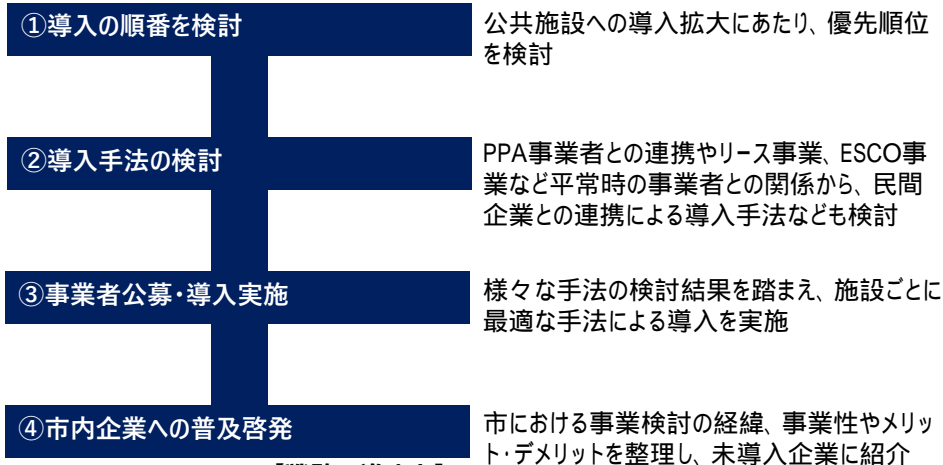 ①導入の順番を検討
公共施設への導入拡大にあたり、優先順位
を検討
②導入手法の検討
PPA事業者との連携やリース事業、ESCO事
業など平常時の事業者との関係から、民間
企業との連携による導入手法なども検討
③事業者公募・導入実施
様々な手法の検討結果を踏まえ、施設ごとに
最適な手法による導入を実施
④市内企業への普及啓発
市における事業検討の経緯、事業性やメリッ
ト・デメリットを整理し、未導入企業に紹介